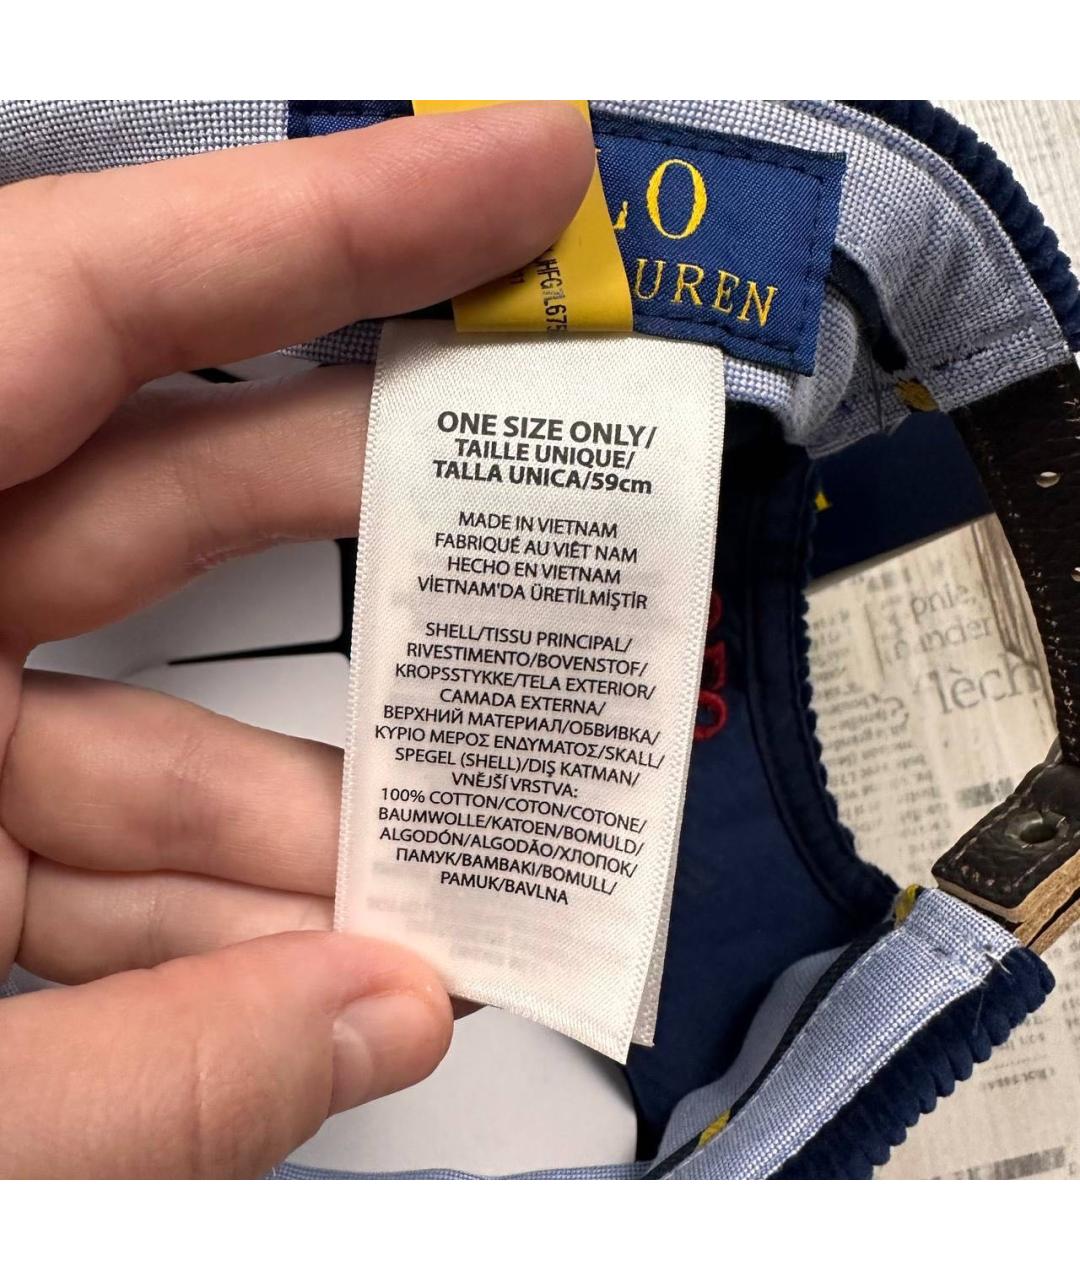 LO
UREN
ONE SIZE ONLY/
TAILLE UNIQUE/
TALLA UNICA/59cm
MADE IN VIETNAM
FABRIQUÉ AU VIÊT NAM
HECHO EN VIETNAM
VİETNAM'DA ÜRETİLMİŞTİR
SHELL/TISSU PRINCIPAL/
RIVESTIMENTO/BOVENSTOF/
KROPSSTYKKE/TELA EXTERIOR/
CAMADA EXTERNA/
ВЕРХНИЙ МАТЕРИАЛ/ОБВИВКА/
ΚΥΡΙΟ ΜΕΡΟΣ ΕΝΔΥΜΑΤΟΣ/SKALL/
SPEGEL (SHELL)/DIŞ KATMAN/
VNĚJŠÍ VRSTVA:
100% COTTON/COTON/COTONE/
BAUMWOLLE/KATOEN/BOMULD/
ALGODÓN/ALGODÃO/ХЛОПОК/
ПАМУК/ΒΑΜΒΑΚΙ/BOMULL/
PAMUK/BAVLNA
lèch